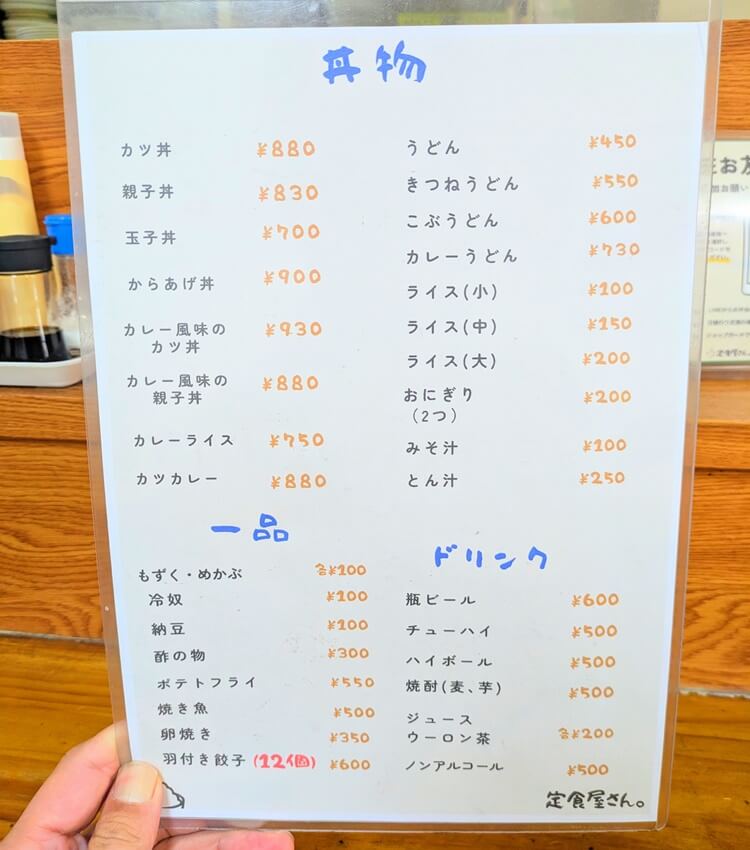 丼物
カツ丼 ¥880
親子丼 ¥830
玉子丼 ¥700
からあげ丼 ¥900
カレー風味の
カツ丼 ¥930
カレー風味の
親子丼 ¥880
カレーライス ¥750
カツカレー ¥880
うどん ¥450
きつねうどん ¥550
こぶうどん ¥600
カレーうどん ¥730
ライス(小) ¥100
ライス(中) ¥150
ライス(大) ¥200
おにぎり ¥200
(2つ)
みそ汁 ¥100
とん汁 ¥250
一品
もずく・めかぶ 各¥100
冷奴 ¥100
納豆 ¥100
酢の物 ¥300
ポテトフライ ¥550
焼き魚 ¥500
卵焼き ¥350
羽付き餃子(12個) ¥600
ドリンク
瓶ビール ¥600
チューハイ ¥500
ハイボール ¥500
焼酎(麦、芋) ¥500
ジュース
ウーロン茶 各¥200
ノンアルコール ¥500
定食屋さん。